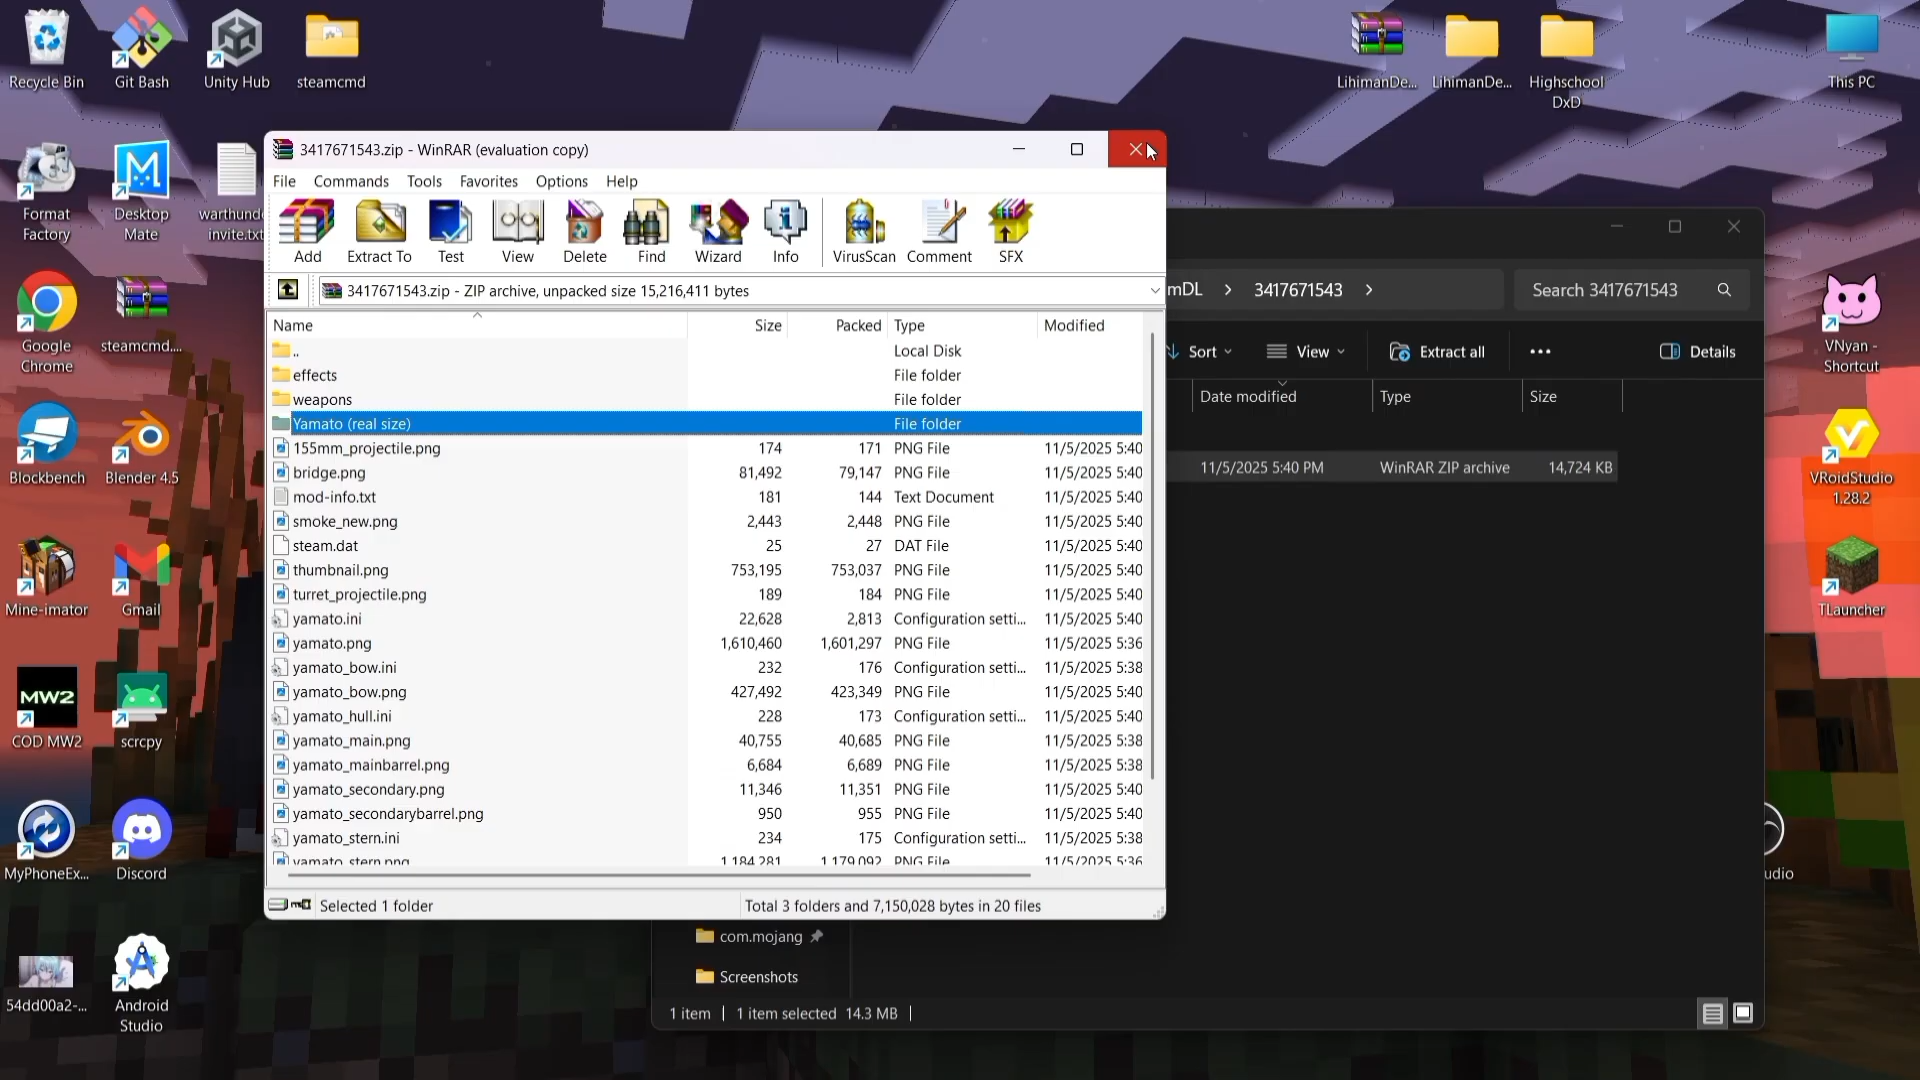 Recycle Bin
Git Bash
Unity Hub
steamcmd
LihimanDe...
LihimanDe...
Highschool
DxD
This PC
Format
Factory
Desktop
Mate
warthunde
invite.txt
Google
Chrome
steamcmd....
Blockbench
Blender 4.5
Mine-imator
Gmail
MW2
COD MW2
scrcpy
MyPhoneEx...
Discord
54dd00a2-...
Android
Studio
VNyan -
Shortcut
VRoidStudio
1.28.2
TLauncher
udio
3417671543.zip - WinRAR (evaluation copy)
File Commands Tools Favorites Options Help
Add Extract To Test View Delete Find Wizard Info VirusScan Comment SFX
3417671543.zip - ZIP archive, unpacked size 15,216,411 bytes
Name Size Packed Type Modified
.. Local Disk
effects File folder
weapons File folder
Yamato (real size) File folder
155mm_projectile.png 174 171 PNG File 11/5/2025 5:40
bridge.png 81,492 79,147 PNG File 11/5/2025 5:40
mod-info.txt 181 144 Text Document 11/5/2025 5:40
smoke_new.png 2,443 2,448 PNG File 11/5/2025 5:40
steam.dat 25 27 DAT File 11/5/2025 5:40
thumbnail.png 753,195 753,037 PNG File 11/5/2025 5:40
turret_projectile.png 189 184 PNG File 11/5/2025 5:40
yamato.ini 22,628 2,813 Configuration setti... 11/5/2025 5:40
yamato.png 1,610,460 1,601,297 PNG File 11/5/2025 5:36
yamato_bow.ini 232 176 Configuration setti... 11/5/2025 5:38
yamato_bow.png 427,492 423,349 PNG File 11/5/2025 5:40
yamato_hull.ini 228 173 Configuration setti... 11/5/2025 5:40
yamato_main.png 40,755 40,685 PNG File 11/5/2025 5:38
yamato_mainbarrel.png 6,684 6,689 PNG File 11/5/2025 5:38
yamato_secondary.png 11,346 11,351 PNG File 11/5/2025 5:40
yamato_secondarybarrel.png 950 955 PNG File 11/5/2025 5:40
yamato_stern.ini 234 175 Configuration setti... 11/5/2025 5:38
yamato_stern.png 1,184,281 1,179,092 PNG File 11/5/2025 5:36
Selected 1 folder
Total 3 folders and 7,150,028 bytes in 20 files
mDL > 3417671543 >
Search 3417671543
Sort View Extract all ••• Details
Date modified Type Size
11/5/2025 5:40 PM WinRAR ZIP archive 14,724 KB
com.mojang
Screenshots
1 item | 1 item selected 14.3 MB |